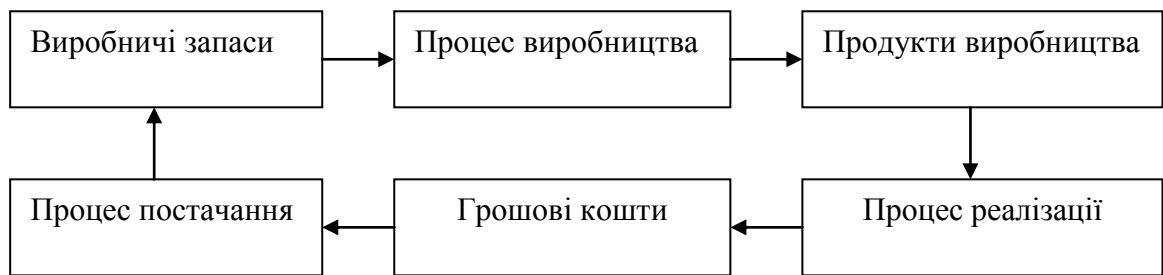 Виробничі запаси
Процес виробництва
Продукти виробництва
Процес постачання
Грошові кошти
Процес реалізації